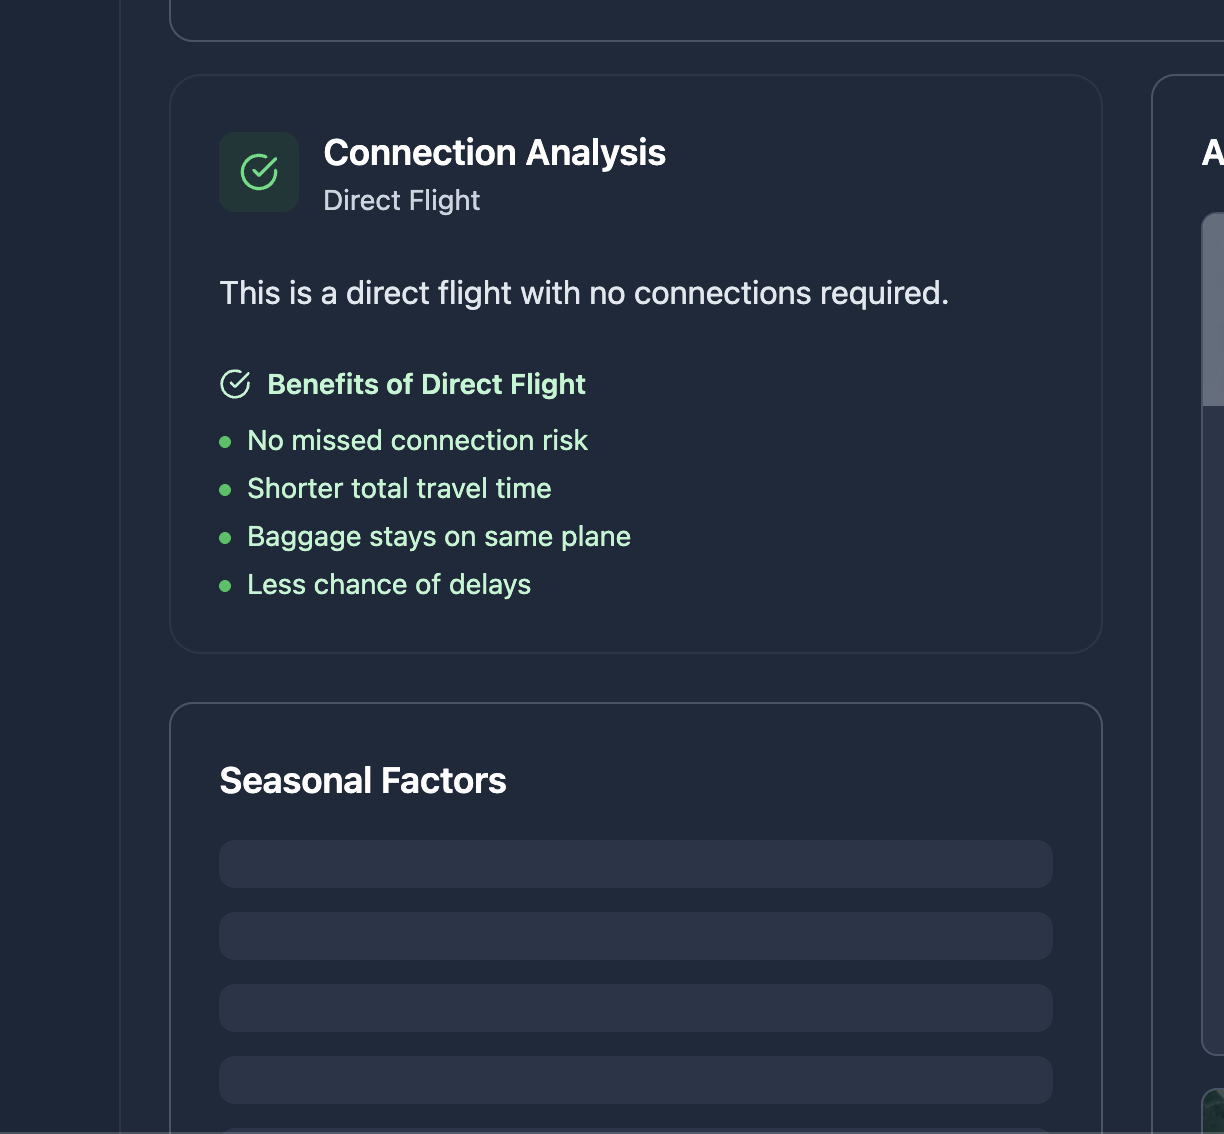 Connection Analysis
Direct Flight
This is a direct flight with no connections required.
Benefits of Direct Flight
No missed connection risk
Shorter total travel time
Baggage stays on same plane
Less chance of delays
Seasonal Factors